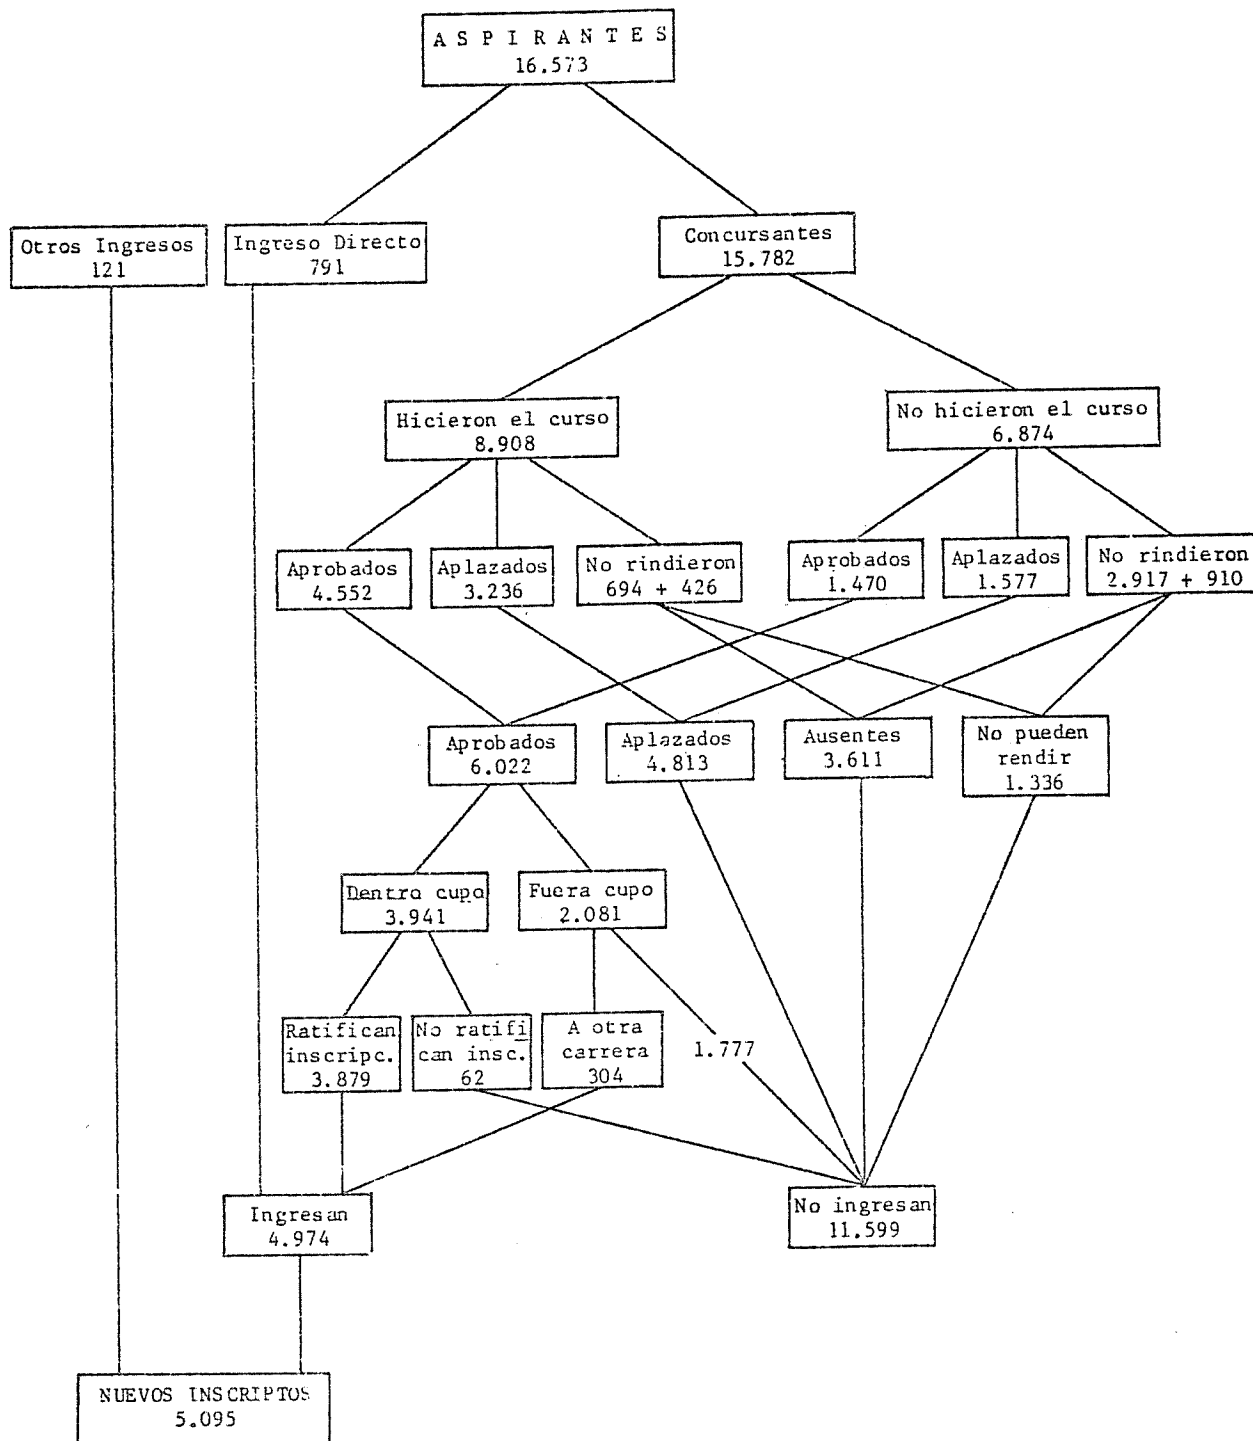 A S P I R A N T E S
16.573
Otros Ingresos
121
Ingreso Directo
791
Concursantes
15.782
Hicieron el curso
8.908
No hicieron el curso
6.874
Aprobados
4.552
Aplazados
3.236
No rindieron
694 + 426
Aprobados
1.470
Aplazados
1.577
No rindieron
2.917 + 910
Aprobados
6.022
Aplazados
4.813
Ausentes
3.611
No pueden
rendir
1.336
Dentro cupo
3.941
Fuera cupo
2.081
Ratifican
inscripc.
3.879
No ratifi
can insc.
62
A otra
carrera
304
1.777
Ingresan
4.974
No ingresan
11.599
NUEVOS INSCRIPTOS
5.095